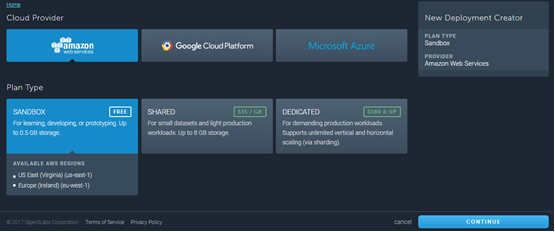 Home
Cloud Provider
amazon
web services
Google Cloud Platform
Microsoft Azure
Plan Type
SANDBOX
FREE
For learning, developing, or prototyping. Up
to 0.5 GB storage.
AVAILABLE AWS REGIONS
US East (Virginia) (us-east-1)
Europe (Ireland) (eu-west-1)
SHARED
$15 / GB
For small datasets and light production
workloads. Up to 8 GB storage.
DEDICATED
$180 & UP
For demanding production workloads.
Supports unlimited vertical and horizontal
scaling (via sharding).
New Deployment Creator
PLAN TYPE
Sandbox
PROVIDER
Amazon Web Services
© 2017 ObjectLabs Corporation
Terms of Service
Privacy Policy
cancel
CONTINUE